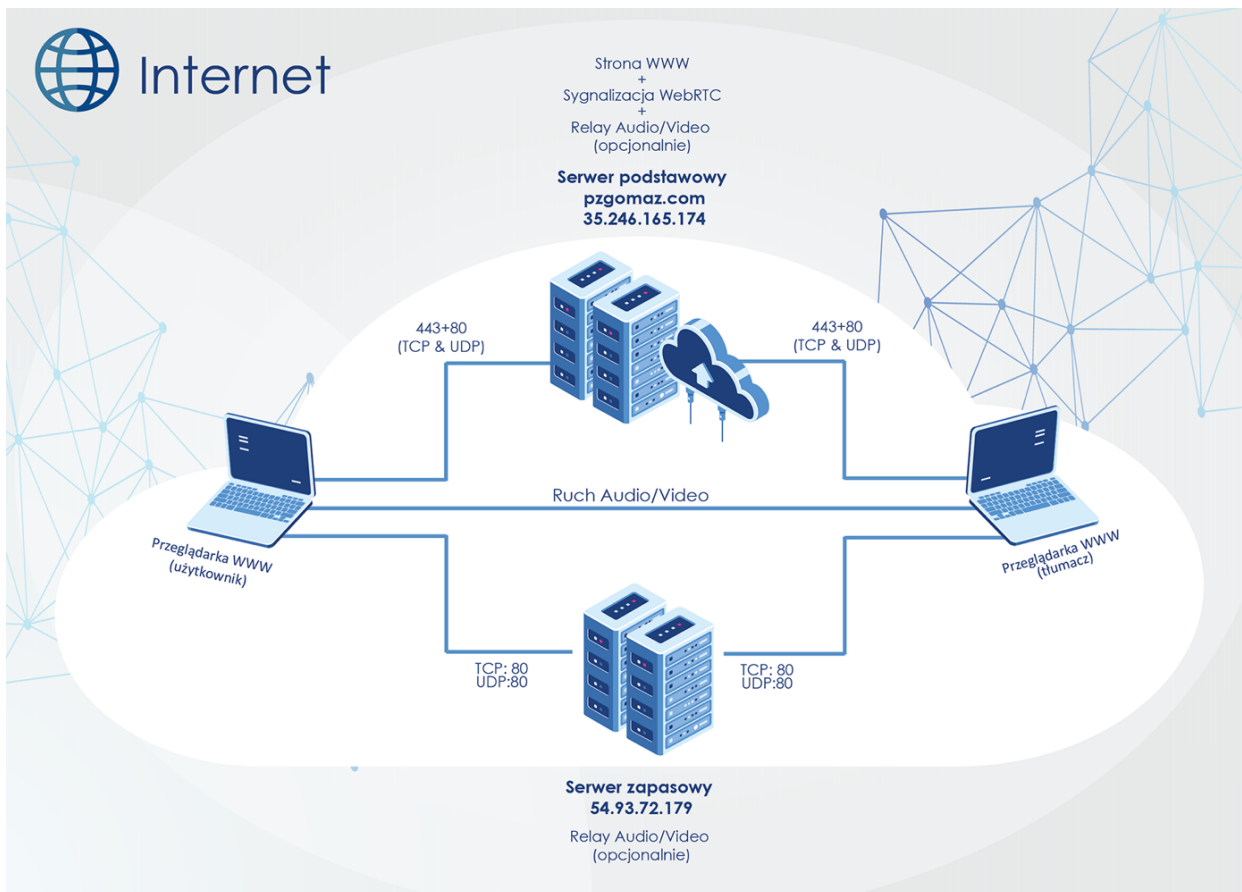 Internet
Strona WWW
+
Sygnalizacja WebRTC
+
Relay Audio/Video
(opcjonalnie)
Serwer podstawowy
pzgomaz.com
35.246.165.174
443+80
(TCP & UDP)
443+80
(TCP & UDP)
Ruch Audio/Video
Przeglądarka WWW
(użytkownik)
Przeglądarka WWW
(tłumacz)
TCP: 80
UDP:80
TCP: 80
UDP:80
Serwer zapasowy
54.93.72.179
Relay Audio/Video
(opcjonalnie)